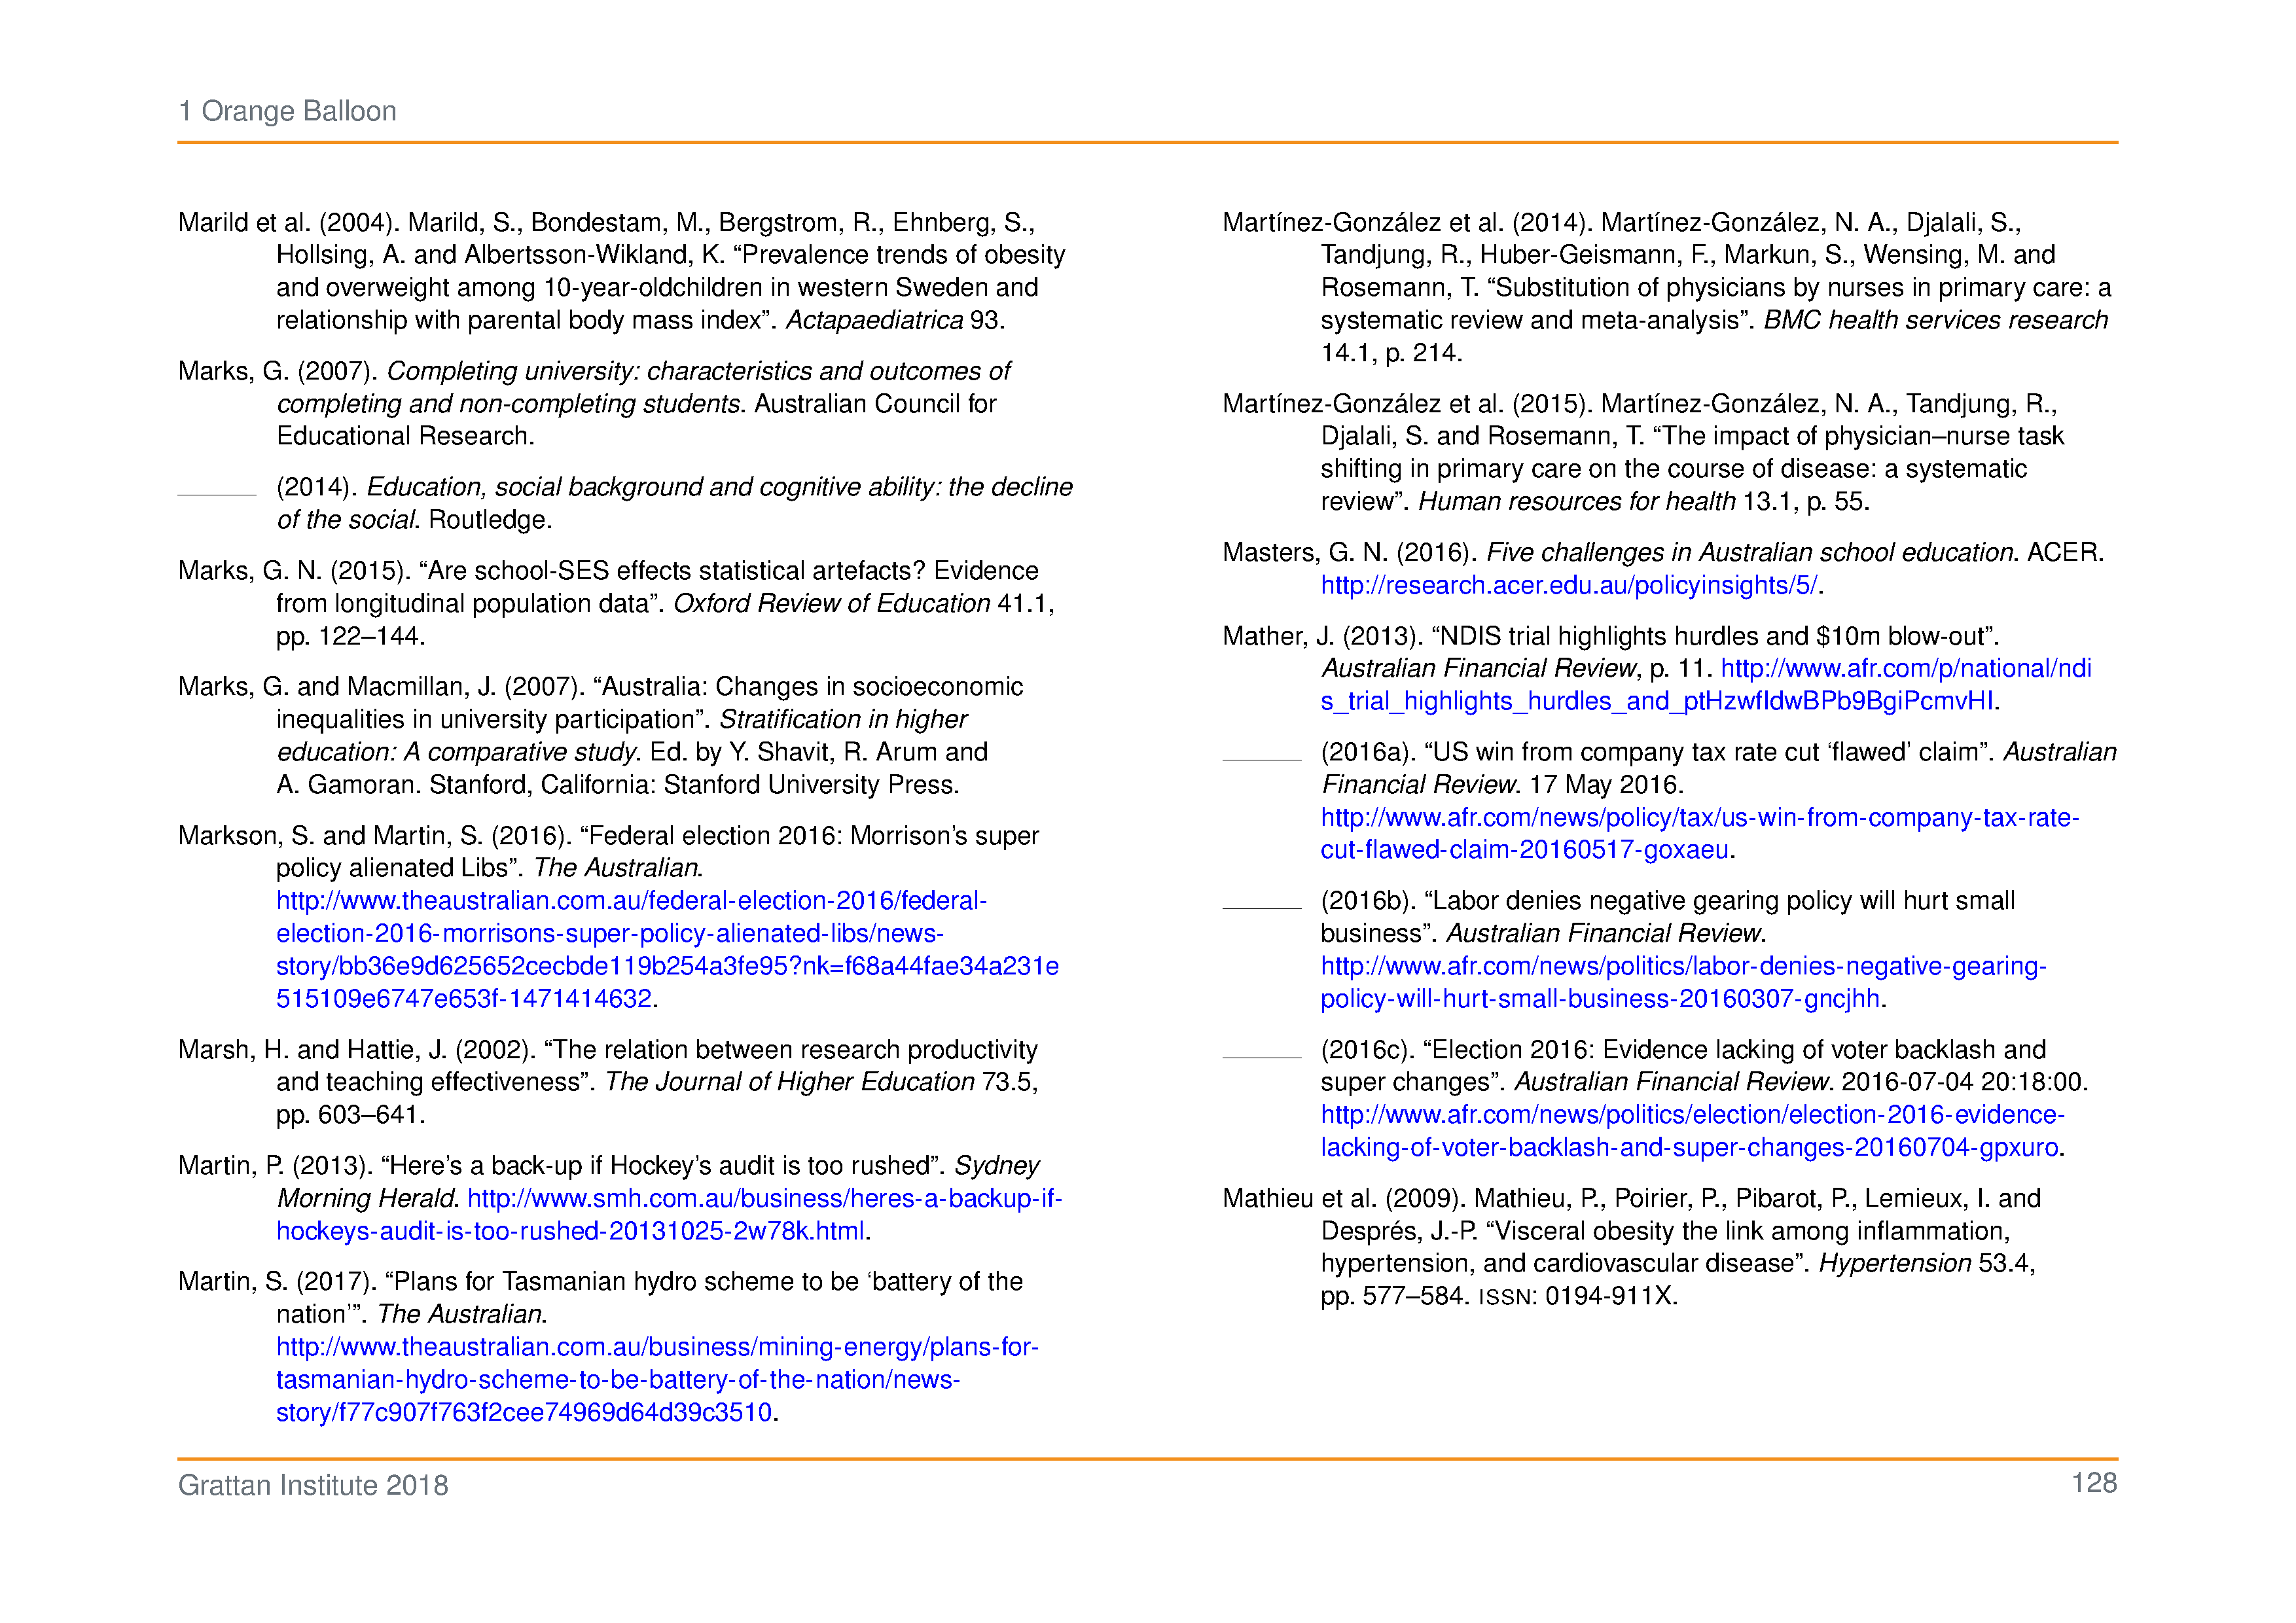 1 Orange Balloon
Marild et al. (2004). Marild, S., Bondestam, M., Bergstrom, R., Ehnberg, S.,
Hollsing, A. and Albertsson-Wikland, K. “Prevalence trends of obesity
and overweight among 10-year-oldchildren in western Sweden and
relationship with parental body mass index”. Actapaediatrica 93.
Marks, G. (2007). Completing university: characteristics and outcomes of
completing and non-completing students. Australian Council for
Educational Research.
______ (2014). Education, social background and cognitive ability: the decline
of the social. Routledge.
Marks, G. N. (2015). “Are school-SES effects statistical artefacts? Evidence
from longitudinal population data”. Oxford Review of Education 41.1,
pp. 122–144.
Marks, G. and Macmillan, J. (2007). “Australia: Changes in socioeconomic
inequalities in university participation”. Stratification in higher
education: A comparative study. Ed. by Y. Shavit, R. Arum and
A. Gamoran. Stanford, California: Stanford University Press.
Markson, S. and Martin, S. (2016). “Federal election 2016: Morrison’s super
policy alienated Libs”. The Australian.
http://www.theaustralian.com.au/federal-election-2016/federal-
election-2016-morrisons-super-policy-alienated-libs/news-
story/bb36e9d625652cecbde119b254a3fe95?nk=f68a44fae34a231e
515109e6747e653f-1471414632.
Marsh, H. and Hattie, J. (2002). “The relation between research productivity
and teaching effectiveness”. The Journal of Higher Education 73.5,
pp. 603–641.
Martin, P. (2013). “Here’s a back-up if Hockey’s audit is too rushed”. Sydney
Morning Herald. http://www.smh.com.au/business/heres-a-backup-if-
hockeys-audit-is-too-rushed-20131025-2w78k.html.
Martin, S. (2017). “Plans for Tasmanian hydro scheme to be ‘battery of the
nation’”. The Australian.
http://www.theaustralian.com.au/business/mining-energy/plans-for-
tasmanian-hydro-scheme-to-be-battery-of-the-nation/news-
story/f77c907f763f2cee74969d64d39c3510.
Martínez-González et al. (2014). Martínez-González, N. A., Djalali, S.,
Tandjung, R., Huber-Geismann, F., Markun, S., Wensing, M. and
Rosemann, T. “Substitution of physicians by nurses in primary care: a
systematic review and meta-analysis”. BMC health services research
14.1, p. 214.
Martínez-González et al. (2015). Martínez-González, N. A., Tandjung, R.,
Djalali, S. and Rosemann, T. “The impact of physician–nurse task
shifting in primary care on the course of disease: a systematic
review”. Human resources for health 13.1, p. 55.
Masters, G. N. (2016). Five challenges in Australian school education. ACER.
http://research.acer.edu.au/policyinsights/5/.
Mather, J. (2013). “NDIS trial highlights hurdles and $10m blow-out”.
Australian Financial Review, p. 11. http://www.afr.com/p/national/ndi
s_trial_highlights_hurdles_and_ptHzwfIdwBPb9BgiPcmvHI.
______ (2016a). “US win from company tax rate cut ‘flawed’ claim”. Australian
Financial Review. 17 May 2016.
http://www.afr.com/news/policy/tax/us-win-from-company-tax-rate-
cut-flawed-claim-20160517-goxaeu.
______ (2016b). “Labor denies negative gearing policy will hurt small
business”. Australian Financial Review.
http://www.afr.com/news/politics/labor-denies-negative-gearing-
policy-will-hurt-small-business-20160307-gncjhh.
______ (2016c). “Election 2016: Evidence lacking of voter backlash and
super changes”. Australian Financial Review. 2016-07-04 20:18:00.
http://www.afr.com/news/politics/election/election-2016-evidence-
lacking-of-voter-backlash-and-super-changes-20160704-gpxuro.
Mathieu et al. (2009). Mathieu, P., Poirier, P., Pibarot, P., Lemieux, I. and
Després, J.-P. “Visceral obesity the link among inflammation,
hypertension, and cardiovascular disease”. Hypertension 53.4,
pp. 577–584. ISSN: 0194-911X.
Grattan Institute 2018
128